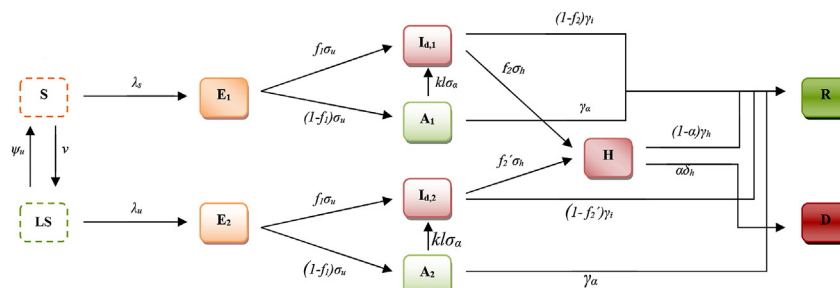 (1-f₂)γᵢ
I_d,1
f₁σᵤ
f₂σₕ
S
λₛ
E₁
klσₐ
R
(1-f₁)σᵤ
A₁
γₐ
(1-α)γₕ
ψᵤ
ν
H
αδₕ
f₂´σₕ
f₁σᵤ
I_d,2
LS
λᵤ
E₂
(1-f₂´)γᵢ
D
klσₐ
(1-f₁)σᵤ
A₂
γₐ